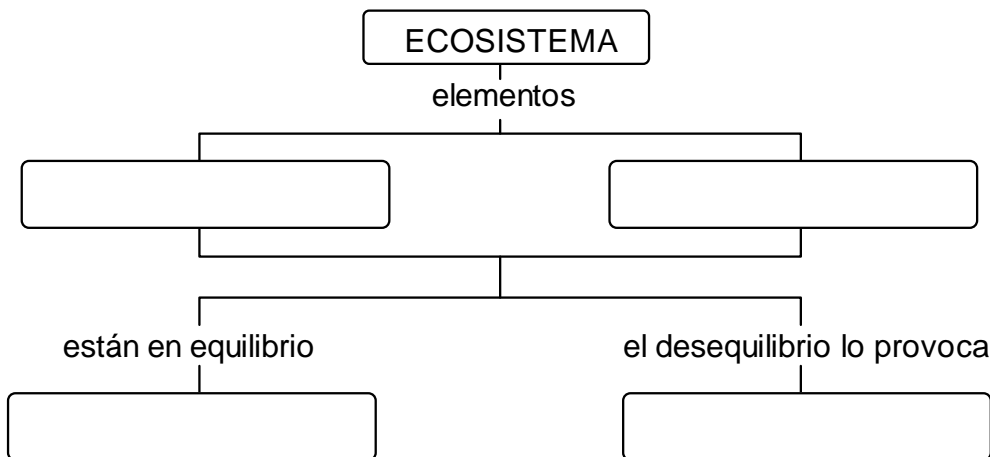 ECOSISTEMA
elementos
están en equilibrio
el desequilibrio lo provoca